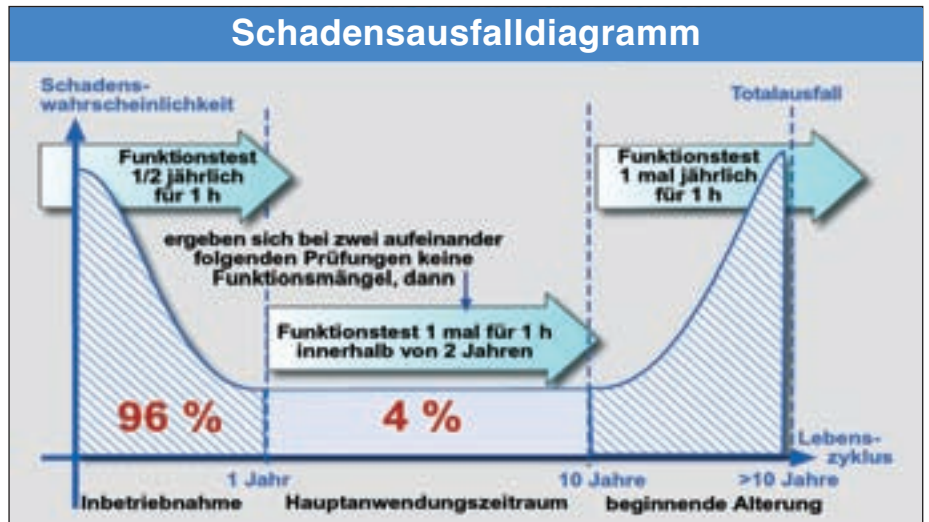 Schadensausfalldiagramm
Schadens-
wahrscheinlichkeit
Totalausfall
Funktionstest
1/2 jährlich
für 1 h
Funktionstest
1 mal jährlich
für 1 h
ergeben sich bei zwei aufeinander
folgenden Prüfungen keine
Funktionsmängel, dann
Funktionstest 1 mal für 1 h
innerhalb von 2 Jahren
96 %
4 %
Lebens-
zyklus
1 Jahr
10 Jahre
>10 Jahre
Inbetriebnahme
Hauptanwendungszeitraum
beginnende Alterung